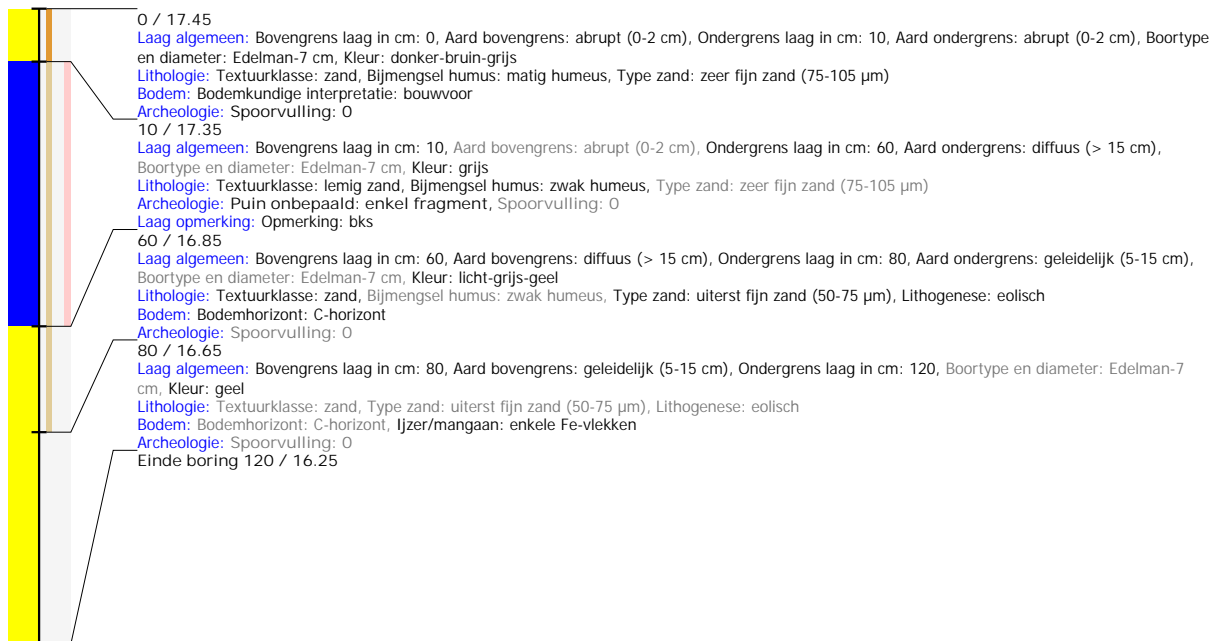 0 / 17.45
Laag algemeen: Bovengrens laag in cm: 0, Aard bovengrens: abrupt (0-2 cm), Ondergrens laag in cm: 10, Aard ondergrens: abrupt (0-2 cm), Boortype
en diameter: Edelman-7 cm, Kleur: donker-bruin-grijs
Lithologie: Textuurklasse: zand, Bijmengsel humus: matig humeus, Type zand: zeer fijn zand (75-105 µm)
Bodem: Bodemkundige interpretatie: bouwvoor
Archeologie: Spoorvulling: 0
10 / 17.35
Laag algemeen: Bovengrens laag in cm: 10, Aard bovengrens: abrupt (0-2 cm), Ondergrens laag in cm: 60, Aard ondergrens: diffuus (> 15 cm),
Boortype en diameter: Edelman-7 cm, Kleur: grijs
Lithologie: Textuurklasse: lemig zand, Bijmengsel humus: zwak humeus, Type zand: zeer fijn zand (75-105 µm)
Archeologie: Puin onbepaald: enkel fragment, Spoorvulling: 0
Laag opmerking: Opmerking: bks
60 / 16.85
Laag algemeen: Bovengrens laag in cm: 60, Aard bovengrens: diffuus (> 15 cm), Ondergrens laag in cm: 80, Aard ondergrens: geleidelijk (5-15 cm),
Boortype en diameter: Edelman-7 cm, Kleur: licht-grijs-geel
Lithologie: Textuurklasse: zand, Bijmengsel humus: zwak humeus, Type zand: uiterst fijn zand (50-75 µm), Lithogenese: eolisch
Bodem: Bodemhorizont: C-horizont
Archeologie: Spoorvulling: 0
80 / 16.65
Laag algemeen: Bovengrens laag in cm: 80, Aard bovengrens: geleidelijk (5-15 cm), Ondergrens laag in cm: 120, Boortype en diameter: Edelman-7
cm, Kleur: geel
Lithologie: Textuurklasse: zand, Type zand: uiterst fijn zand (50-75 µm), Lithogenese: eolisch
Bodem: Bodemhorizont: C-horizont, Ijzer/mangaan: enkele Fe-vlekken
Archeologie: Spoorvulling: 0
Einde boring 120 / 16.25